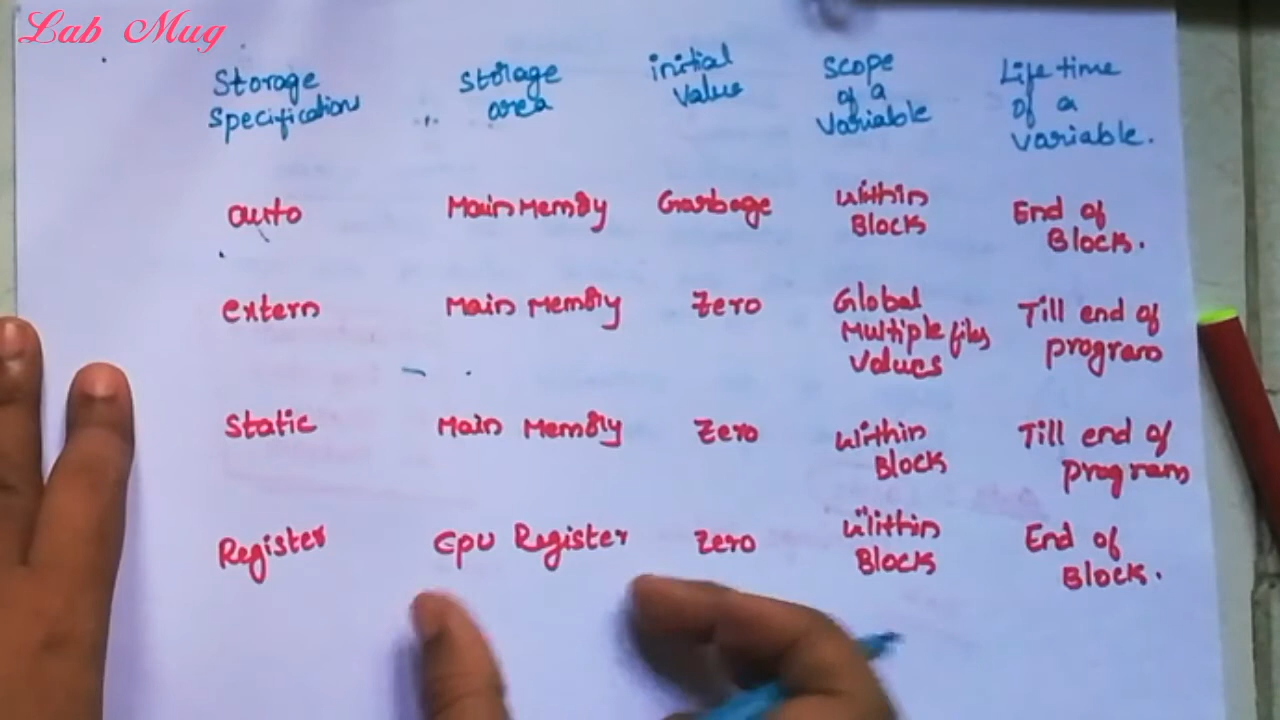 Lab Mug
Storage Specification
Storage area
initial Value
Scope of a Variable
Life time of a variable.
auto
Main Memory
Garbage
Within Block
End of Block.
extern
Main Memory
Zero
Global Multiple files Values
Till end of program
Static
Main Memory
Zero
Within Block
Till end of program
Register
CPU Register
Zero
Within Block
End of Block.